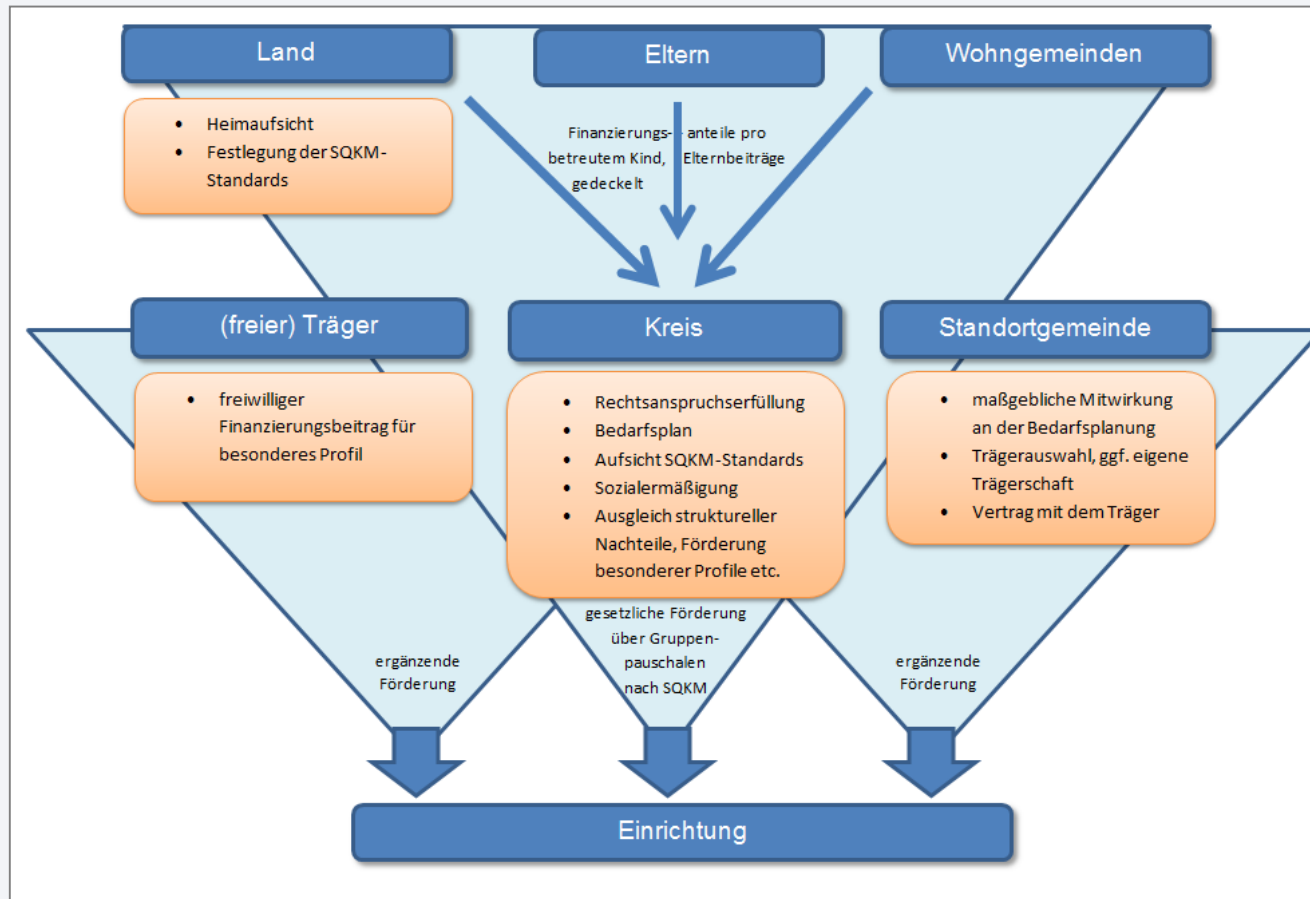 Land
Eltern
Wohngemeinden
• Heimaufsicht
• Festlegung der SQKM-
Standards
Finanzierungs- - anteile pro
betreutem Kind, Elternbeiträge
gedeckelt
(freier) Träger
Kreis
Standortgemeinde
• freiwilliger
Finanzierungsbeitrag für
besonderes Profil
• Rechtsanspruchserfüllung
• Bedarfsplan
• Aufsicht SQKM-Standards
• Sozialermäßigung
• Ausgleich struktureller
Nachteile, Förderung
besonderer Profile etc.
• maßgebliche Mitwirkung
an der Bedarfsplanung
• Trägerauswahl, ggf. eigene
Trägerschaft
• Vertrag mit dem Träger
ergänzende
Förderung
gesetzliche Förderung
über Gruppen-
pauschalen
nach SQKM
ergänzende
Förderung
Einrichtung